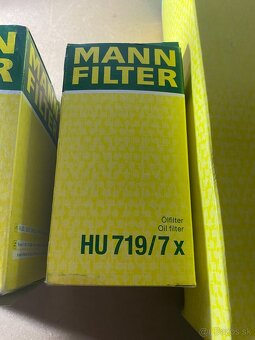 MANN
FILTER
Ölfilter
Oil filter
HU 719/7 x